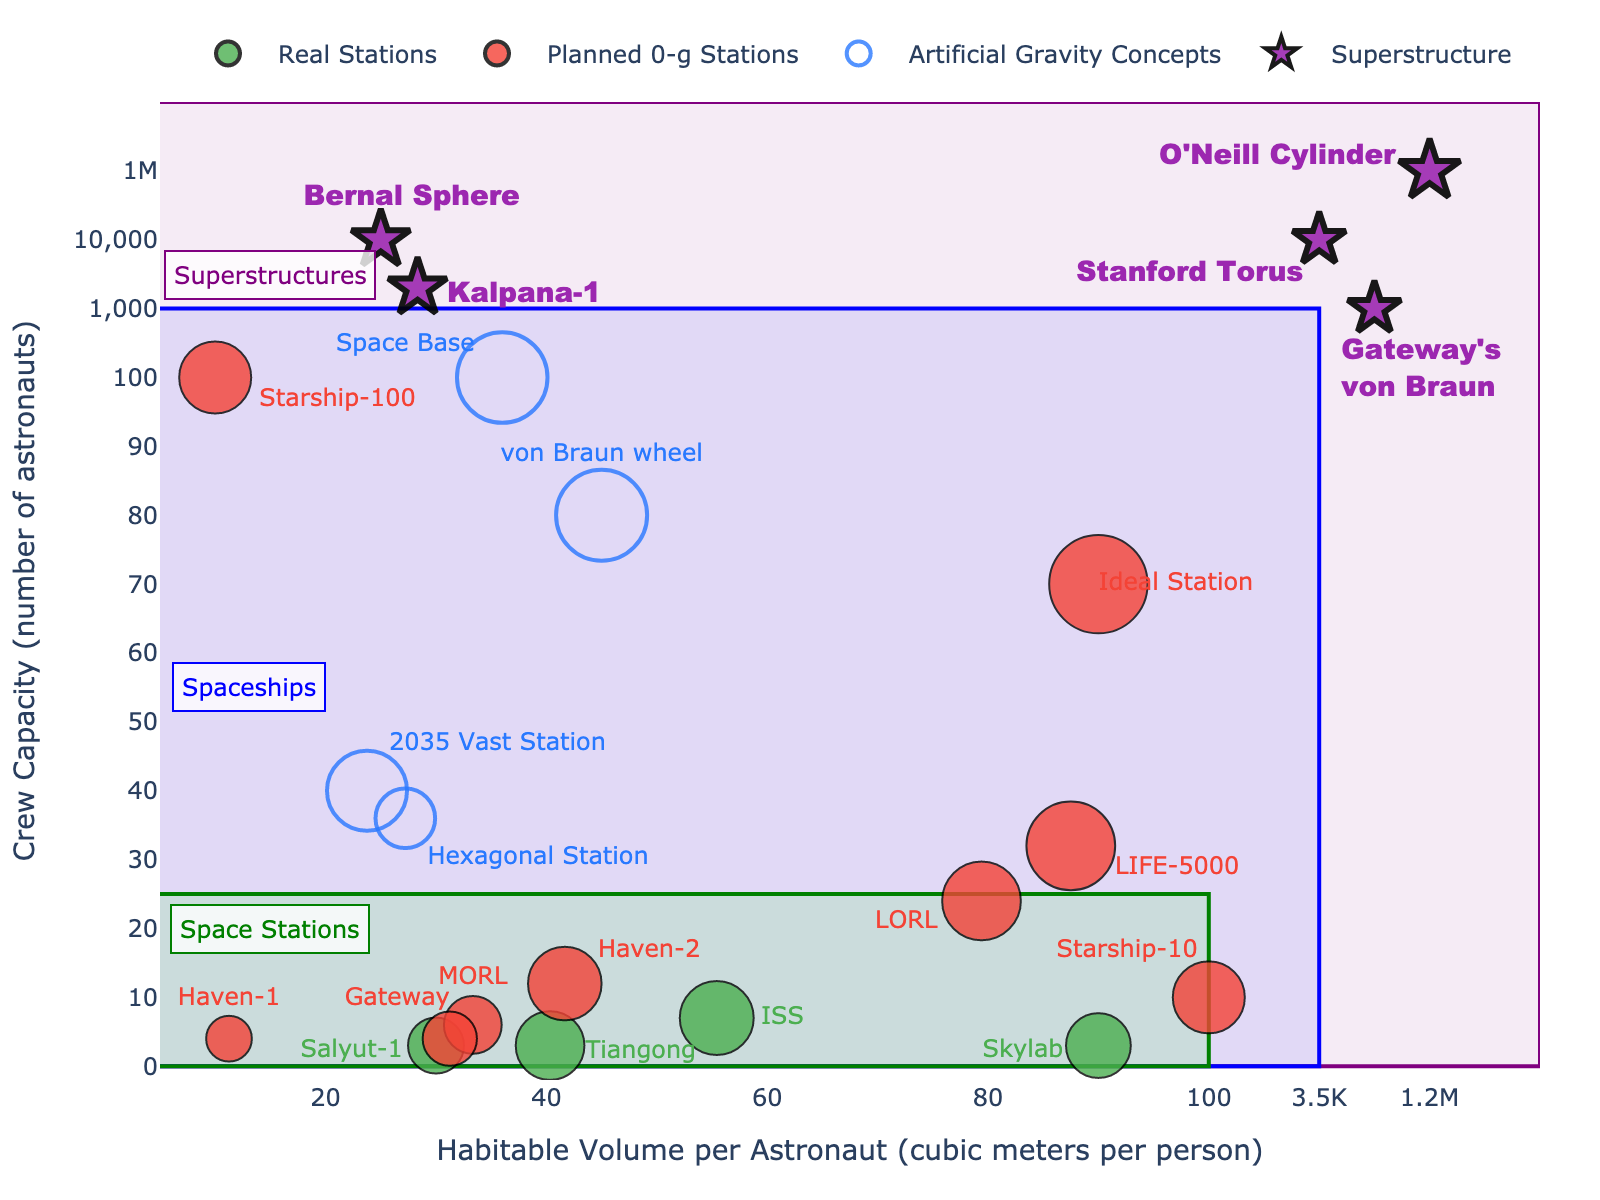 Real Stations
Planned 0-g Stations
Artificial Gravity Concepts
Superstructure
O'Neill Cylinder
1M
Bernal Sphere
10,000
Superstructures
Stanford Torus
Kalpana-1
1,000
Space Base
Gateway's
von Braun
100
Starship-100
90
von Braun wheel
80
70
Ideal Station
60
Spaceships
50
2035 Vast Station
40
Hexagonal Station
30
LIFE-5000
20
Space Stations
LORL
Haven-2
Starship-10
MORL
10
Haven-1
Gateway
ISS
Salyut-1
Tiangong
Skylab
0
20
40
60
80
100
3.5K
1.2M
Habitable Volume per Astronaut (cubic meters per person)
Crew Capacity (number of astronauts)